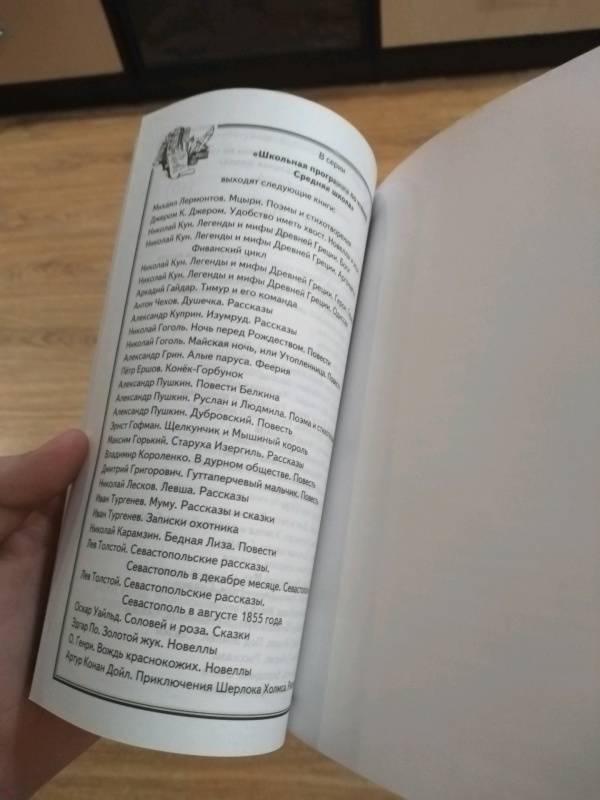 В серии
«Школьная программа по
Средняя школа»
выходят следующие книги:
Михаил Лермонтов. Мцыри. Поэмы и стихотворения
Джером К. Джером. Удобство иметь хвост.
Николай Кун. Легенды и мифы Древней Греции.
Николай Кун. Легенды и мифы Древней Греции.
Фиванский цикл
Николай Кун. Легенды и мифы Древней Греции.
Николай Кун. Легенды и мифы Древней Греции.
Аркадий Гайдар. Тимур и его команда
Антон Чехов. Душечка. Рассказы
Александр Куприн. Изумруд. Рассказы
Николай Гоголь. Ночь перед Рождеством. Повести
Николай Гоголь. Майская ночь, или Утопленница. Повесть
Александр Грин. Алые паруса. Феерия
Пётр Ершов. Конёк-Горбунок
Александр Пушкин. Повести Белкина
Александр Пушкин. Руслан и Людмила. Поэма и
Александр Пушкин. Дубровский. Повесть
Эрнст Гофман. Щелкунчик и Мышиный король
Максим Горький. Старуха Изергиль. Рассказы
Владимир Короленко. В дурном обществе. Повесть
Дмитрий Григорович. Гуттаперчевый мальчик. Повесть
Николай Лесков. Левша. Рассказы
Иван Тургенев. Муму. Рассказы и сказки
Иван Тургенев. Записки охотника
Николай Карамзин. Бедная Лиза. Повести
Лев Толстой. Севастопольские рассказы.
Севастополь в декабре месяце.
Лев Толстой. Севастопольские рассказы.
Севастополь в августе 1855 года
Оскар Уайльд. Соловей и роза. Сказки
Эдгар По. Золотой жук. Новеллы
О. Генри. Вождь краснокожих. Новеллы
Артур Конан Дойл. Приключения Шерлока Холмса.